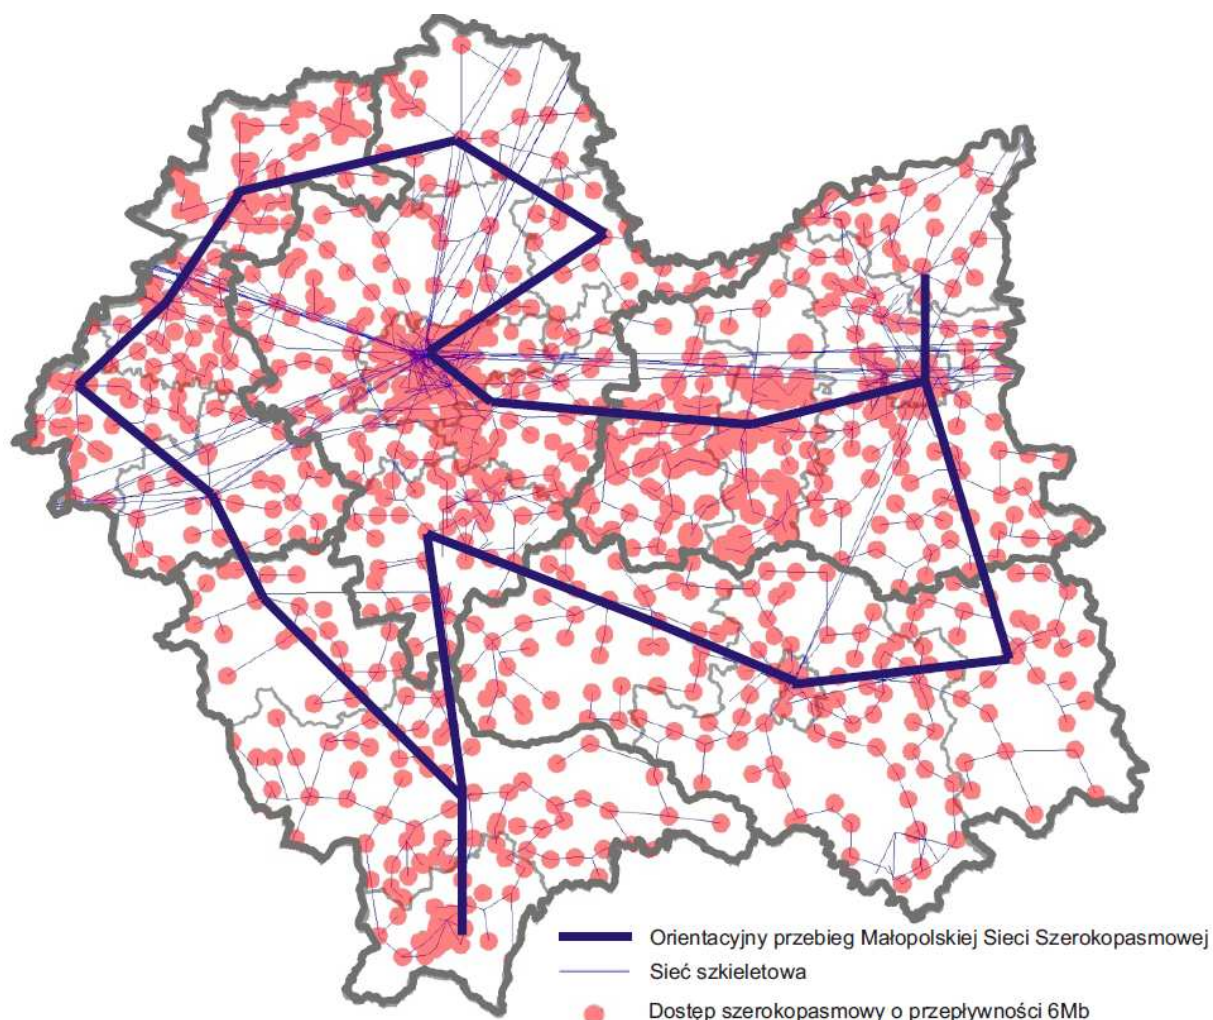 Orientacyjny przebieg Małopolskiej Sieci Szerokopasmowej
Sieć szkieletowa
Dostęp szerokopasmowy o przepływności 6Mb